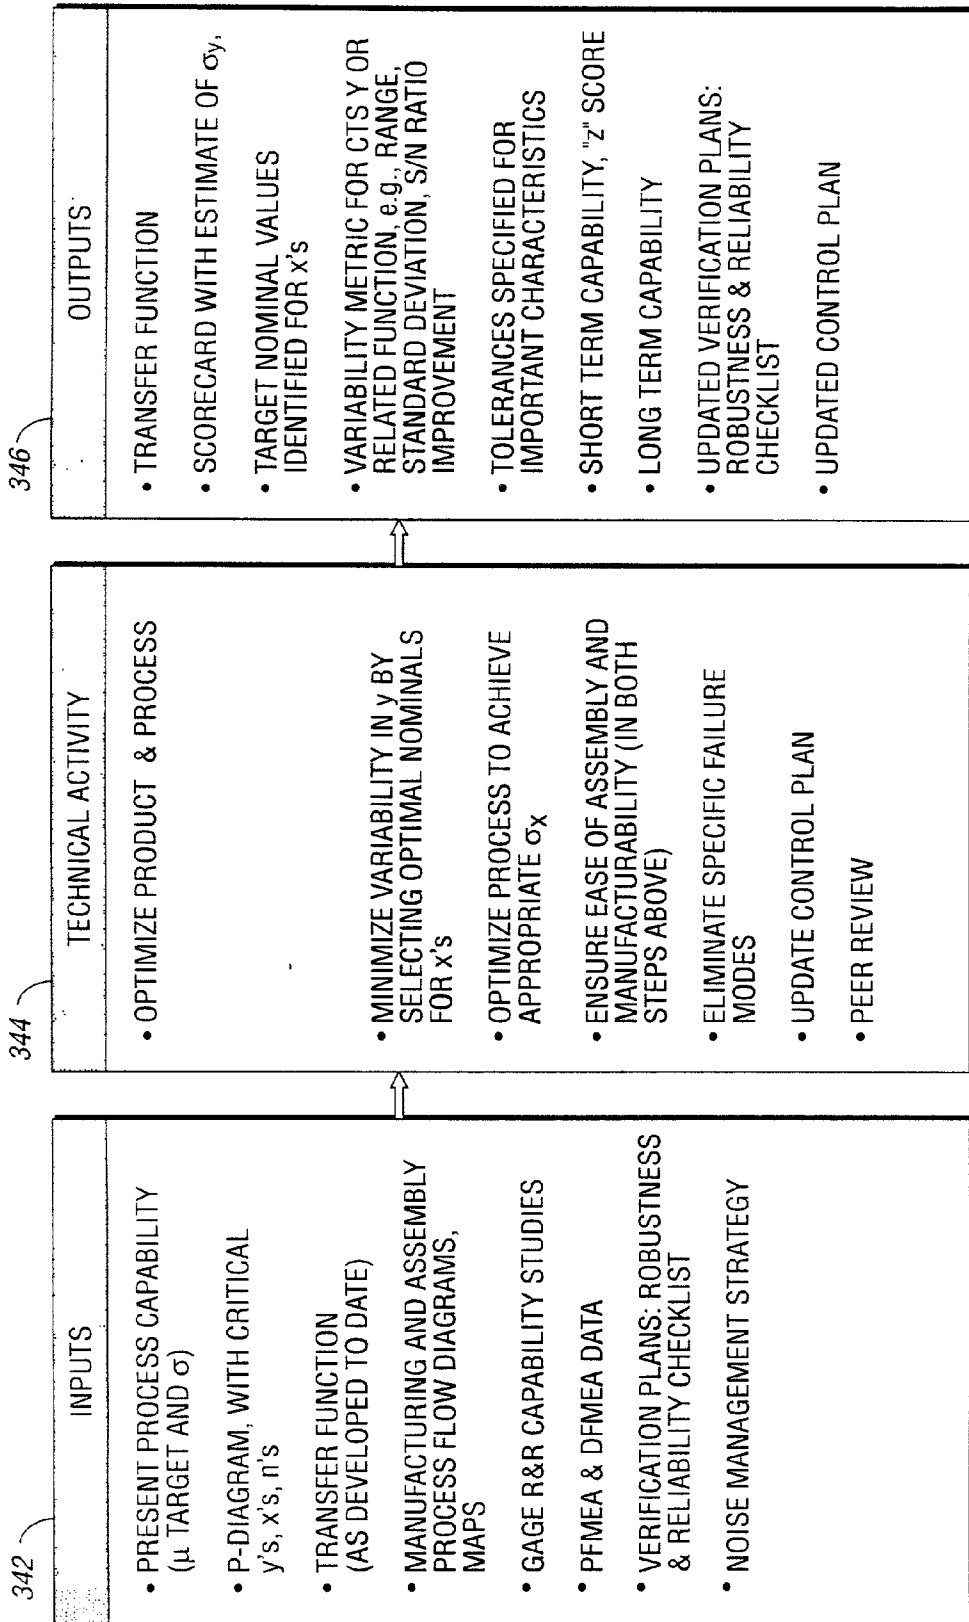 342
INPUTS
• PRESENT PROCESS CAPABILITY
(μ TARGET AND σ)
• P-DIAGRAM, WITH CRITICAL
y's, x's, n's
• TRANSFER FUNCTION
(AS DEVELOPED TO DATE)
• MANUFACTURING AND ASSEMBLY
PROCESS FLOW DIAGRAMS,
MAPS
• GAGE R&R CAPABILITY STUDIES
• PFMEA & DFMEA DATA
• VERIFICATION PLANS: ROBUSTNESS
& RELIABILITY CHECKLIST
• NOISE MANAGEMENT STRATEGY
344
TECHNICAL ACTIVITY
• OPTIMIZE PRODUCT & PROCESS
• MINIMIZE VARIABILITY IN y BY
SELECTING OPTIMAL NOMINALS
FOR x's
• OPTIMIZE PROCESS TO ACHIEVE
APPROPRIATE σx
• ENSURE EASE OF ASSEMBLY AND
MANUFACTURABILITY (IN BOTH
STEPS ABOVE)
• ELIMINATE SPECIFIC FAILURE
MODES
• UPDATE CONTROL PLAN
• PEER REVIEW
346
OUTPUTS
• TRANSFER FUNCTION
• SCORECARD WITH ESTIMATE OF σy,
• TARGET NOMINAL VALUES
IDENTIFIED FOR x's
• VARIABILITY METRIC FOR CTS Y OR
RELATED FUNCTION, e.g., RANGE,
STANDARD DEVIATION, S/N RATIO
IMPROVEMENT
• TOLERANCES SPECIFIED FOR
IMPORTANT CHARACTERISTICS
• SHORT TERM CAPABILITY, "z" SCORE
• LONG TERM CAPABILITY
• UPDATED VERIFICATION PLANS:
ROBUSTNESS & RELIABILITY
CHECKLIST
• UPDATED CONTROL PLAN